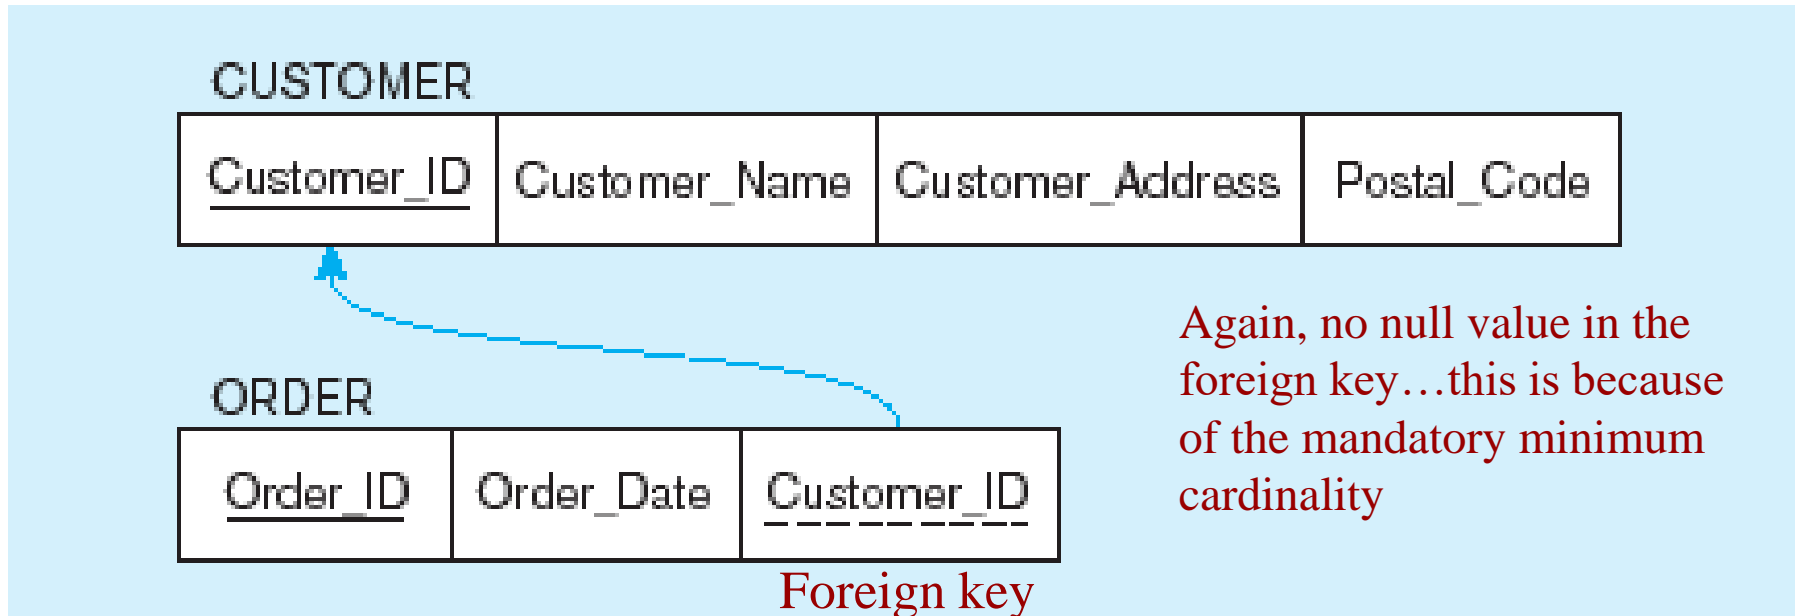 CUSTOMER
Customer_ID Customer_Name Customer_Address Postal_Code
Again, no null value in the
foreign key…this is because
of the mandatory minimum
cardinality
ORDER
Order_ID Order_Date Customer_ID
Foreign key